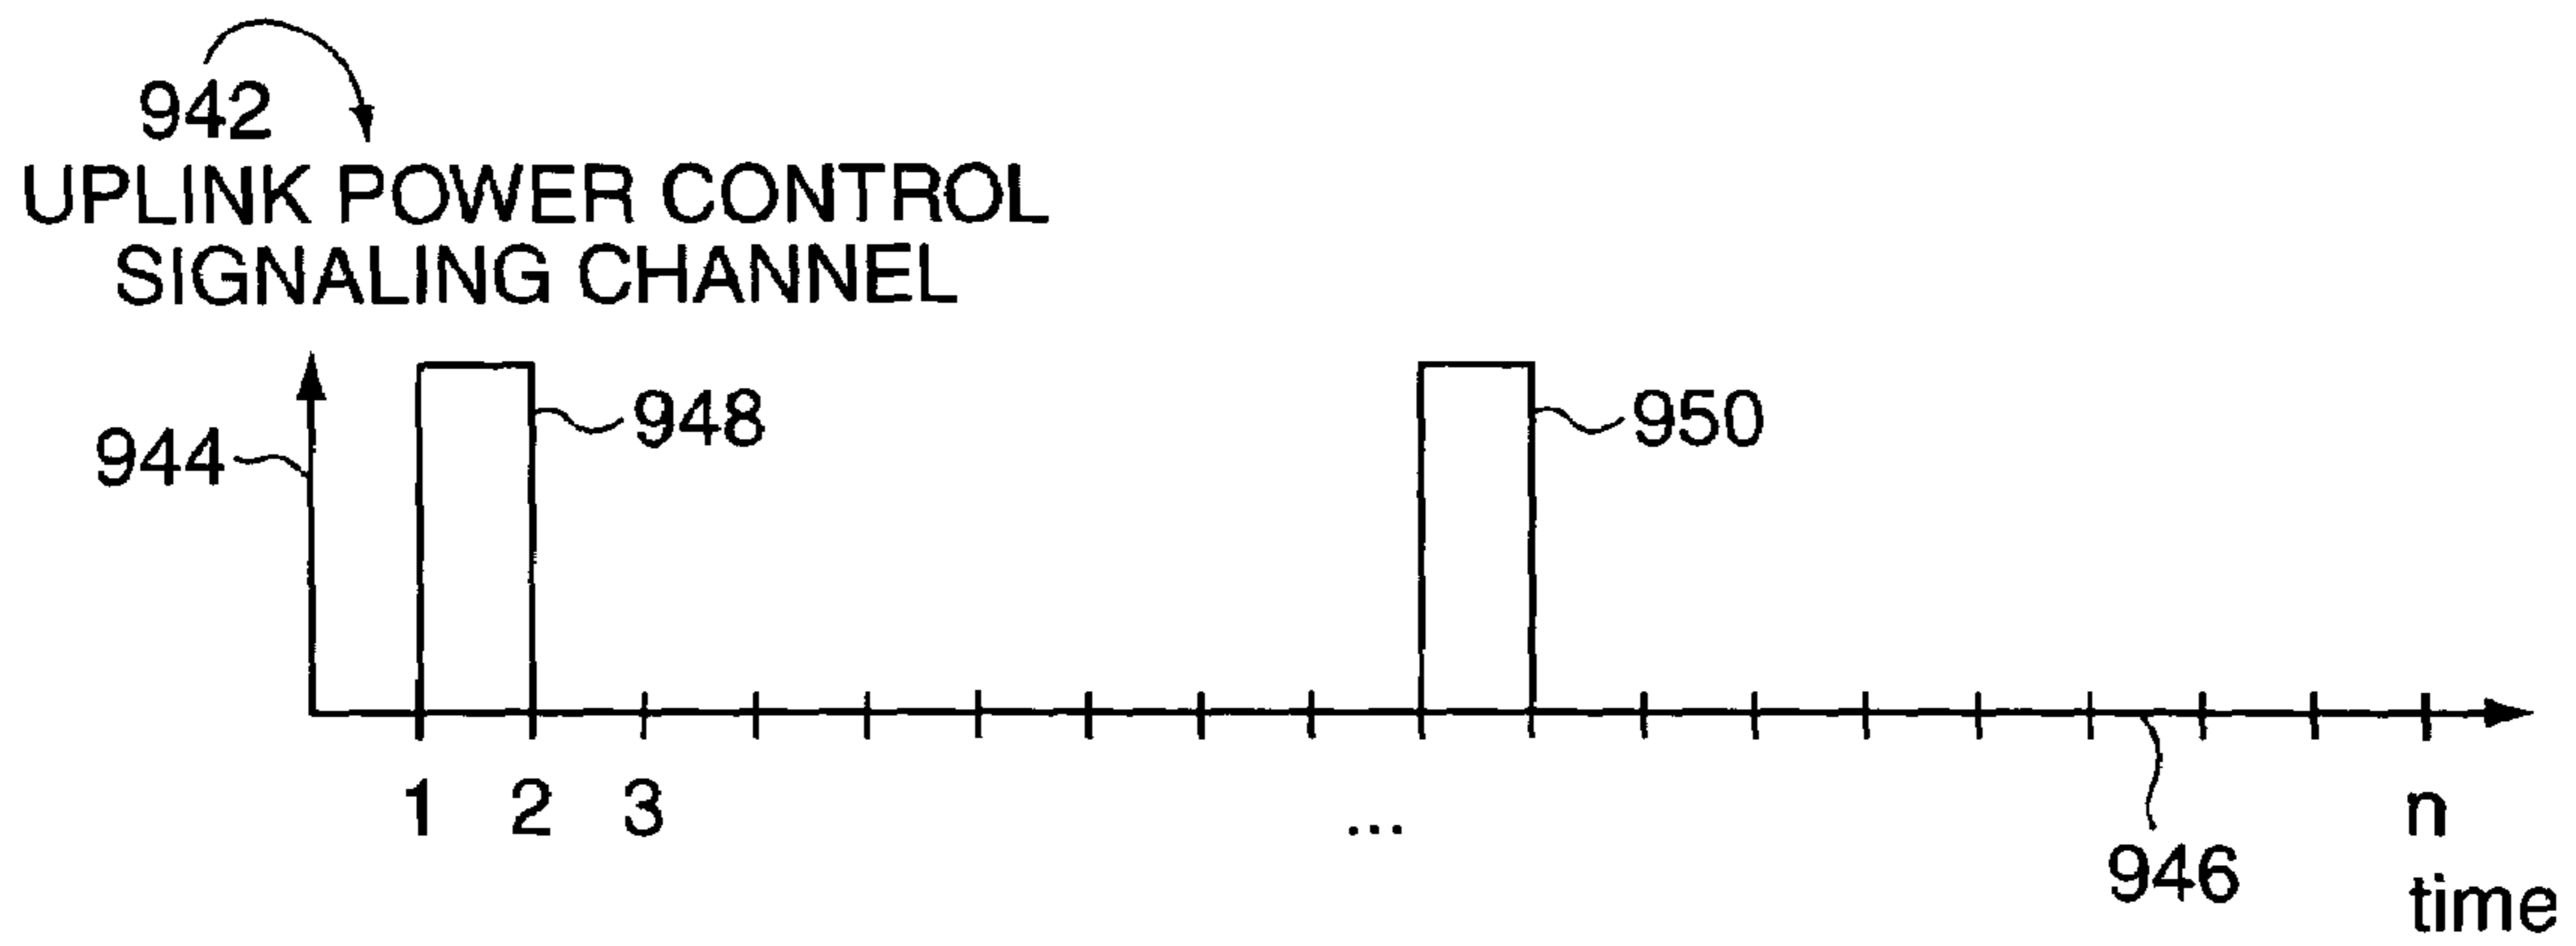 942
UPLINK POWER CONTROL
SIGNALING CHANNEL
944
948
950
1 2 3 ... n
946
time